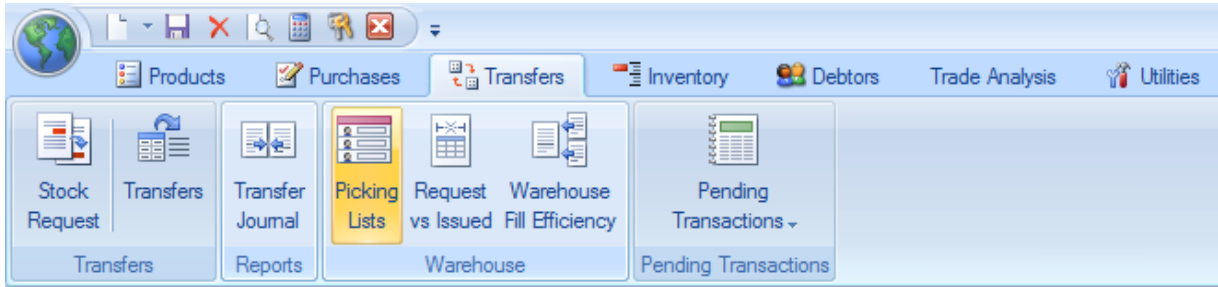 Products Purchases Transfers Inventory Debtors Trade Analysis Utilities
Stock Transfers Transfer Picking Request Warehouse Pending
Request Journal Lists vs Issued Fill Efficiency Transactions
Transfers Reports Warehouse Pending Transactions